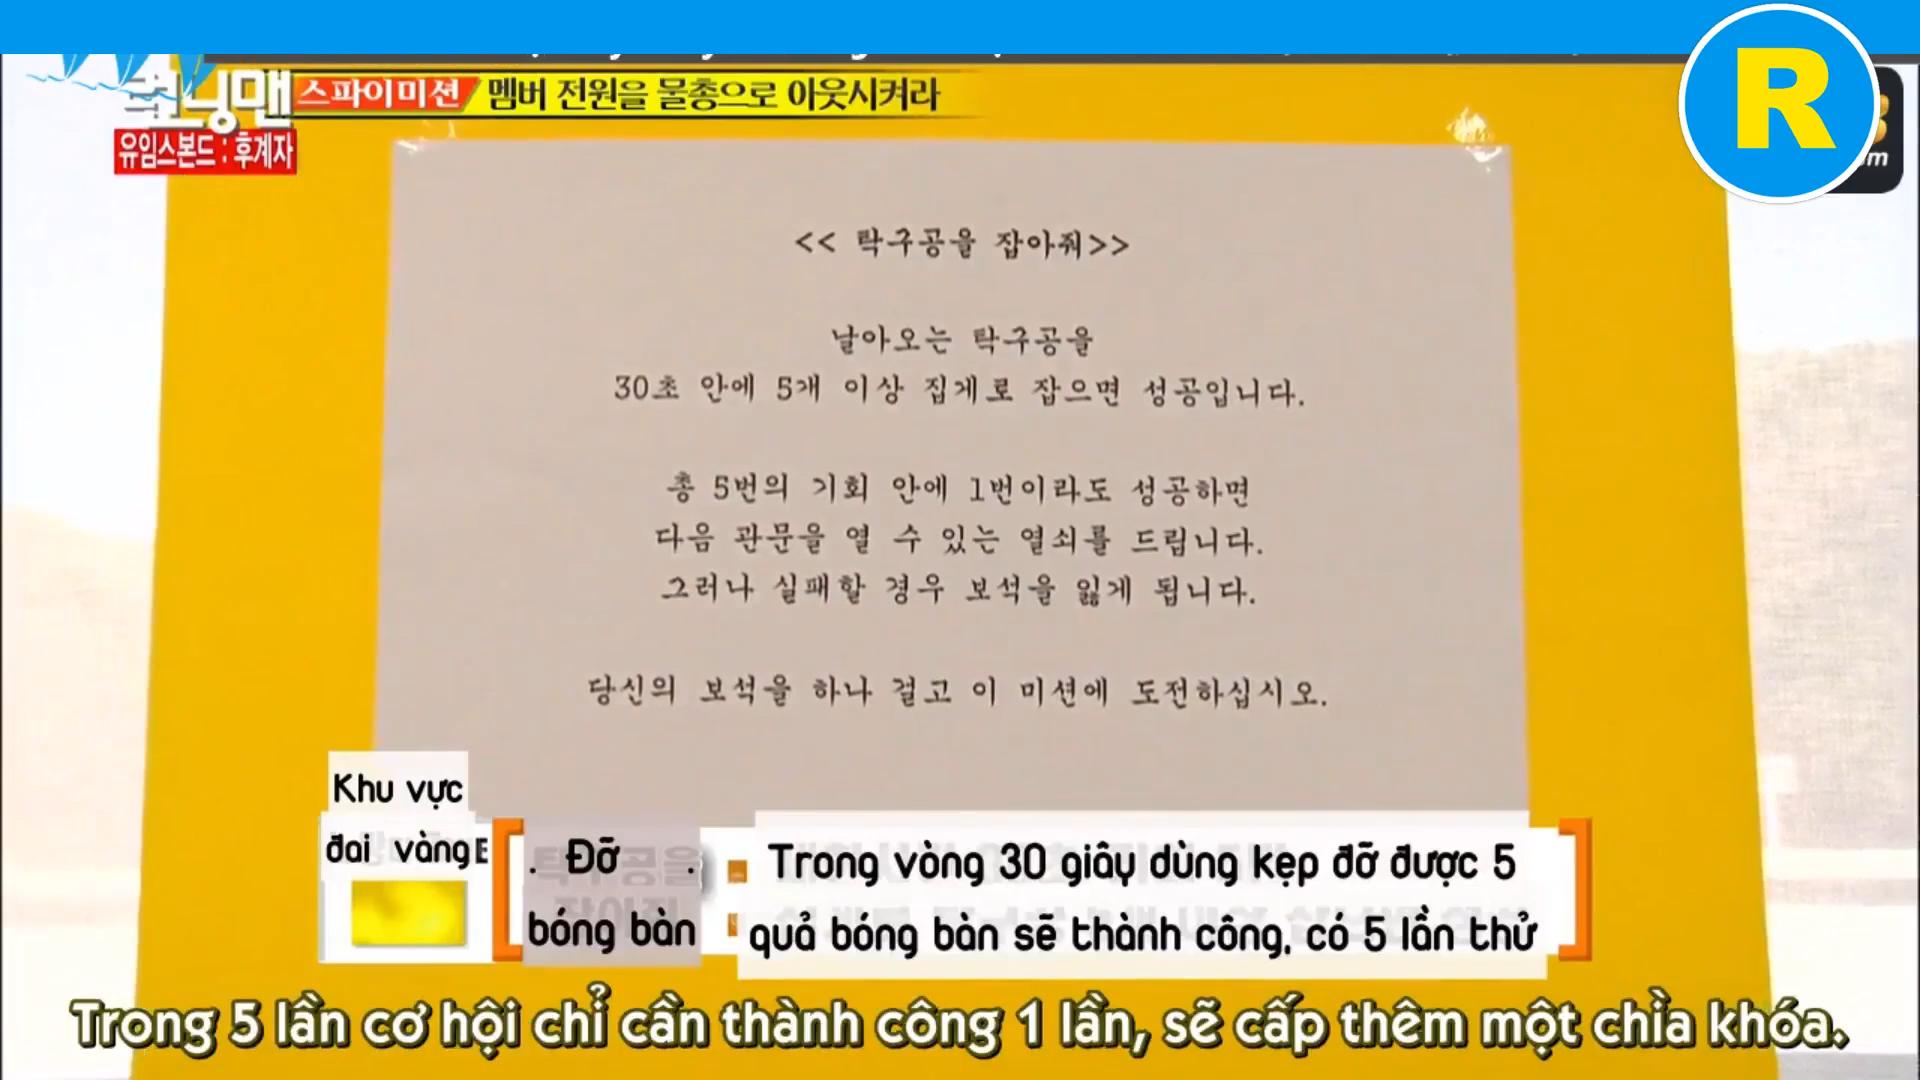 R
런닝맨
스파이미션 멤버 전원을 물총으로 아웃시켜라
유임스본드 : 후계자
<< 탁구공을 잡아줘>>
날아오는 탁구공을
30초 안에 5개 이상 집게로 잡으면 성공입니다.
총 5번의 기회 안에 1번이라도 성공하면
다음 관문을 열 수 있는 열쇠를 드립니다.
그러나 실패할 경우 보석을 잃게 됩니다.
당신의 보석을 하나 걸고 이 미션에 도전하십시오.
Khu vực
đai vàng
. Đỡ .
bóng bàn
Trong vòng 30 giây dùng kẹp đỡ được 5
quả bóng bàn sẽ thành công, có 5 lần thử
Trong 5 lần cơ hội chỉ cần thành công 1 lần, sẽ cấp thêm một chìa khóa.